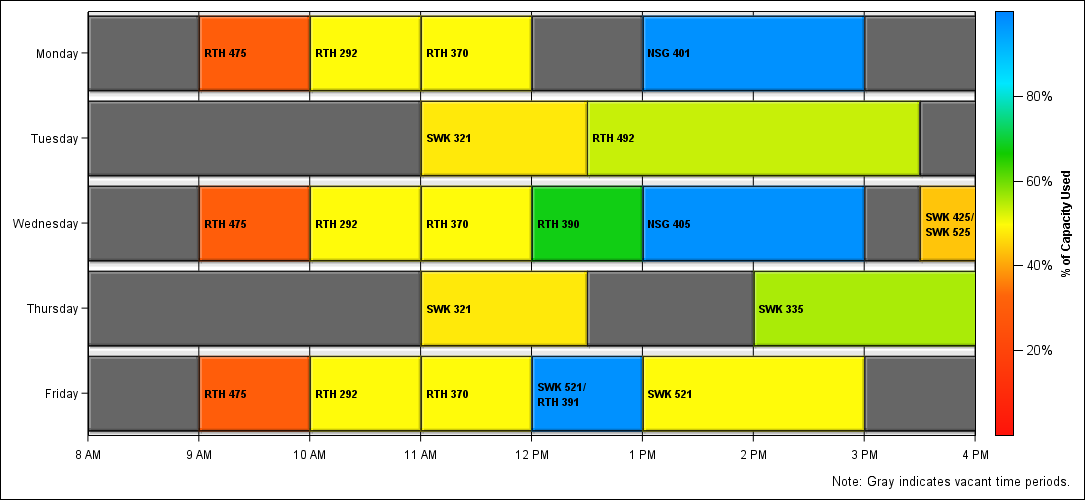 Monday
RTH 475
RTH 292
RTH 370
NSG 401
Tuesday
SWK 321
RTH 492
Wednesday
RTH 475
RTH 292
RTH 370
RTH 390
NSG 405
SWK 425/
SWK 525
Thursday
SWK 321
SWK 335
Friday
RTH 475
RTH 292
RTH 370
SWK 521/
RTH 391
SWK 521
8 AM
9 AM
10 AM
11 AM
12 PM
1 PM
2 PM
3 PM
4 PM
80%
60%
40%
20%
% of Capacity Used
Note: Gray indicates vacant time periods.